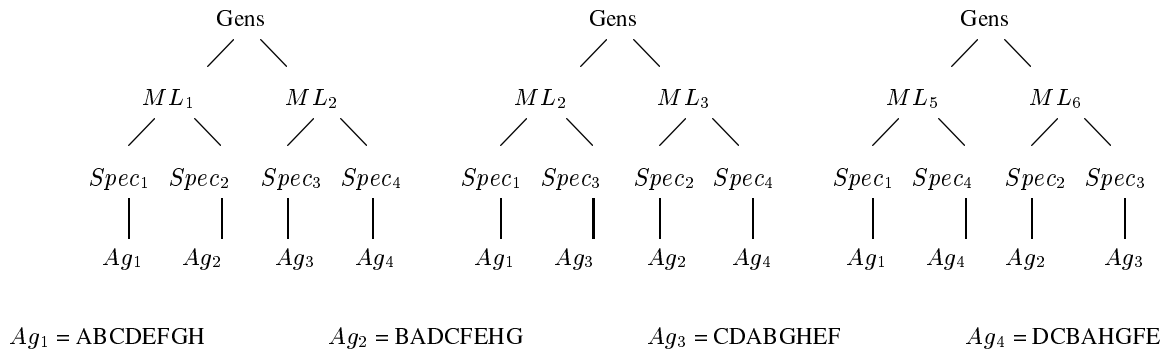 Gens Gens Gens
ML₁ ML₂ ML₂ ML₃ ML₅ ML₆
Spec₁ Spec₂ Spec₃ Spec₄ Spec₁ Spec₃ Spec₂ Spec₄ Spec₁ Spec₄ Spec₂ Spec₃
Ag₁ Ag₂ Ag₃ Ag₄ Ag₁ Ag₃ Ag₂ Ag₄ Ag₁ Ag₄ Ag₂ Ag₃
Ag₁ = ABCDEFGH Ag₂ = BADCFEHG Ag₃ = CDABGHEF Ag₄ = DCBAHGFE